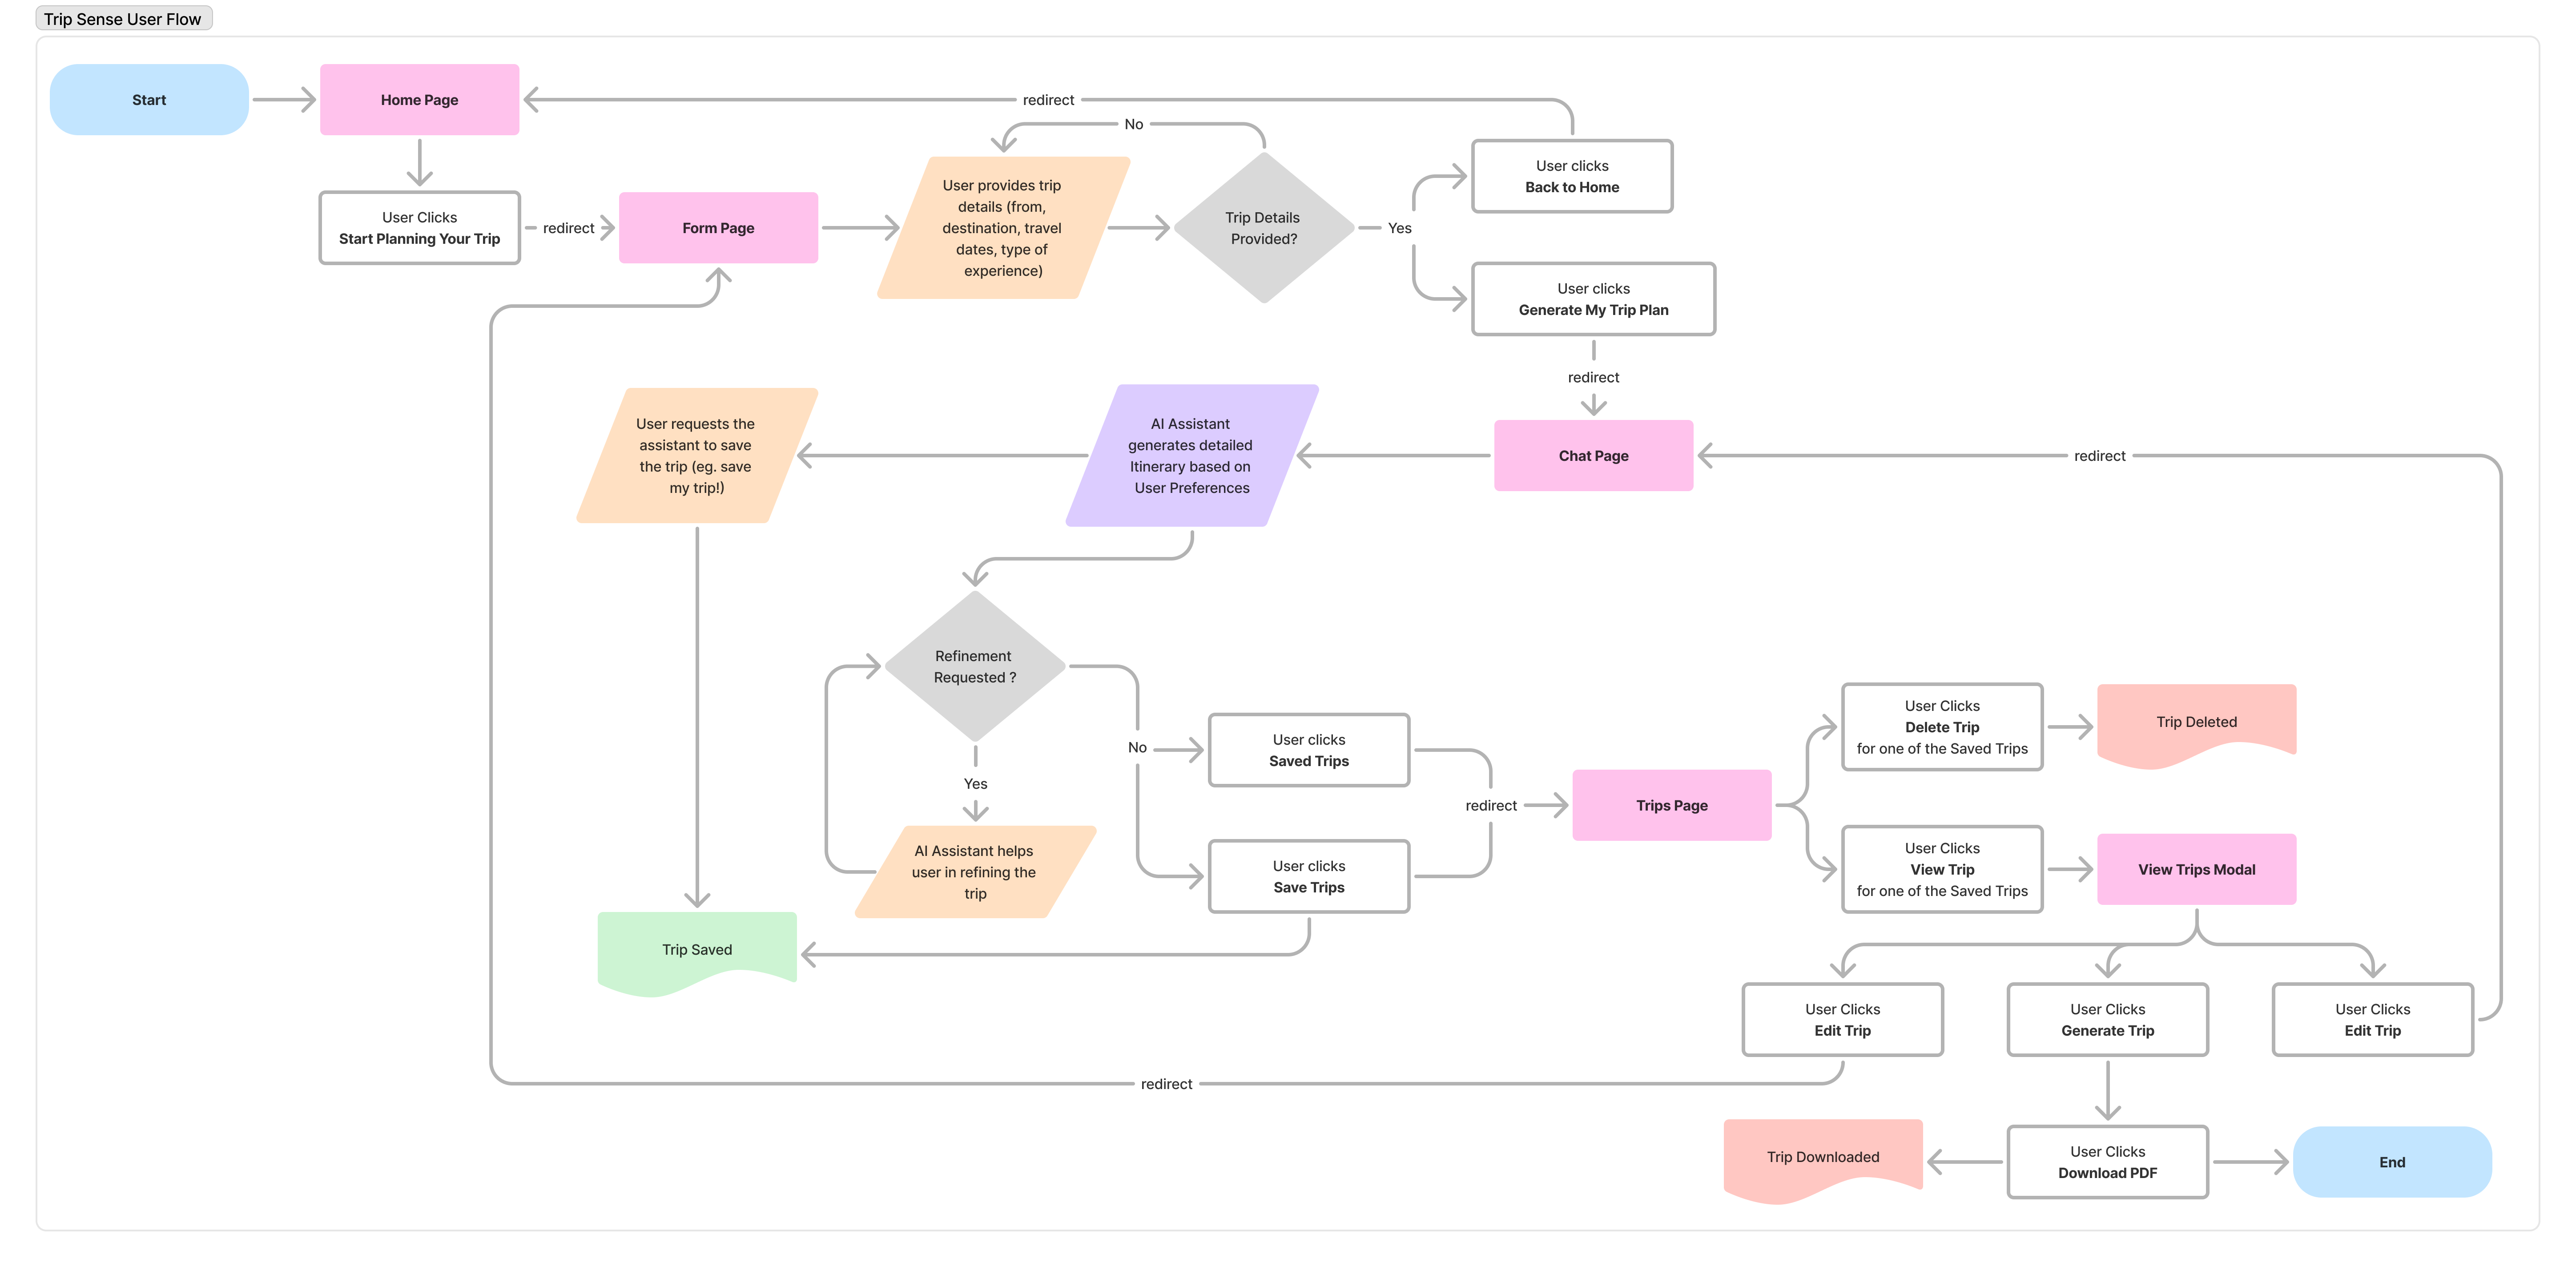 Trip Sense User Flow
Start
Home Page
redirect
No
User Clicks
Start Planning Your Trip
redirect
Form Page
User provides trip
details (from,
destination, travel
dates, type of
experience)
Trip Details
Provided?
Yes
User clicks
Back to Home
User clicks
Generate My Trip Plan
redirect
User requests the
assistant to save
the trip (eg. save
my trip!)
AI Assistant
generates detailed
Itinerary based on
User Preferences
Chat Page
redirect
Refinement
Requested ?
Yes
No
AI Assistant helps
user in refining the
trip
User clicks
Saved Trips
User clicks
Save Trips
redirect
Trips Page
User Clicks
Delete Trip
for one of the Saved Trips
Trip Deleted
User Clicks
View Trip
for one of the Saved Trips
View Trips Modal
Trip Saved
User Clicks
Edit Trip
User Clicks
Generate Trip
User Clicks
Edit Trip
redirect
Trip Downloaded
User Clicks
Download PDF
End